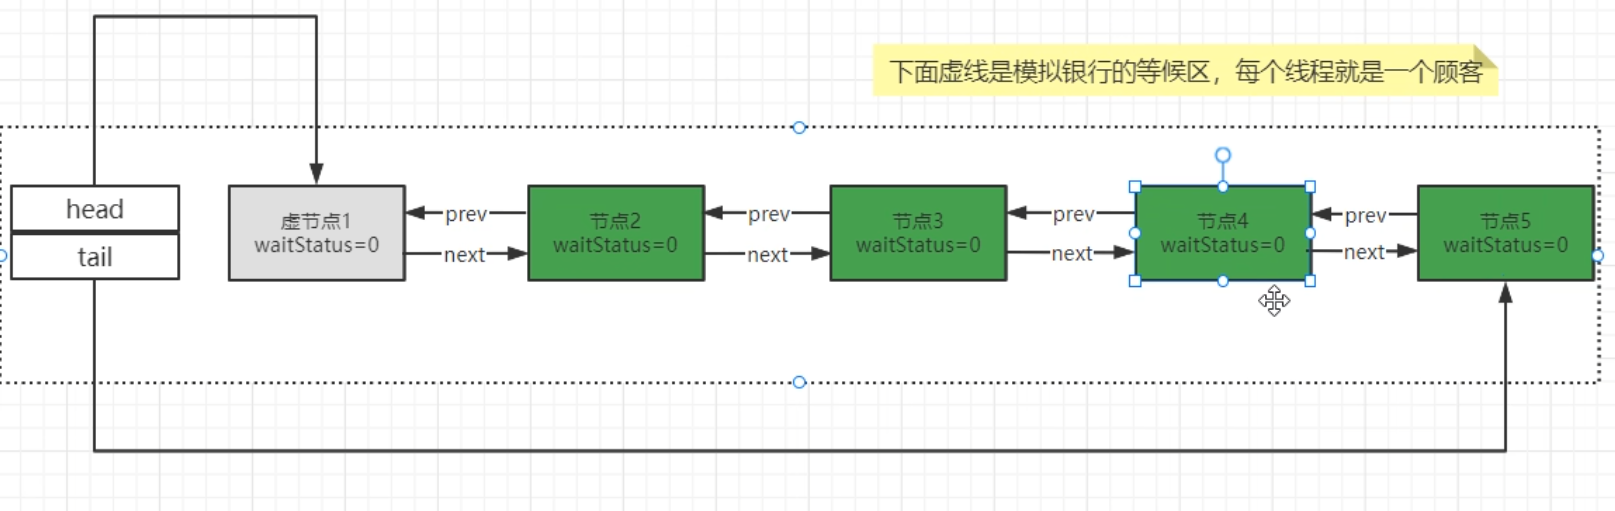 下面虚线是模拟银行的等候区，每个线程就是一个顾客
head
tail
虚节点1
waitStatus=0
prev
next
节点2
waitStatus=0
prev
next
节点3
waitStatus=0
prev
next
节点4
waitStatus=0
prev
next
节点5
waitStatus=0